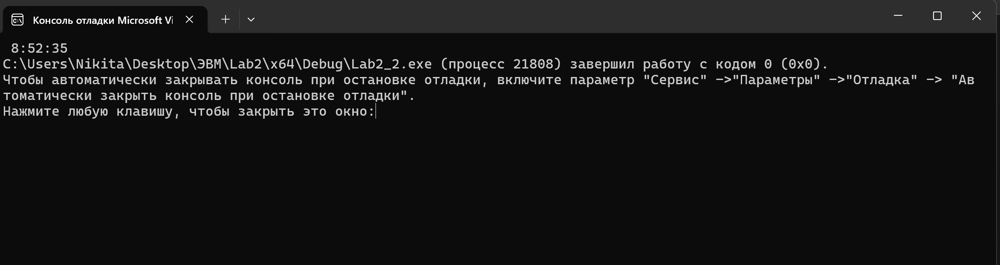 Консоль отладки Microsoft Vi
8:52:35
C:\Users\Nikita\Desktop\ЭВМ\Lab2\x64\Debug\Lab2_2.exe (процесс 21808) завершил работу с кодом 0 (0x0).
Чтобы автоматически закрывать консоль при остановке отладки, включите параметр "Сервис" ->"Параметры" ->"Отладка" -> "Ав
томатически закрыть консоль при остановке отладки".
Нажмите любую клавишу, чтобы закрыть это окно: